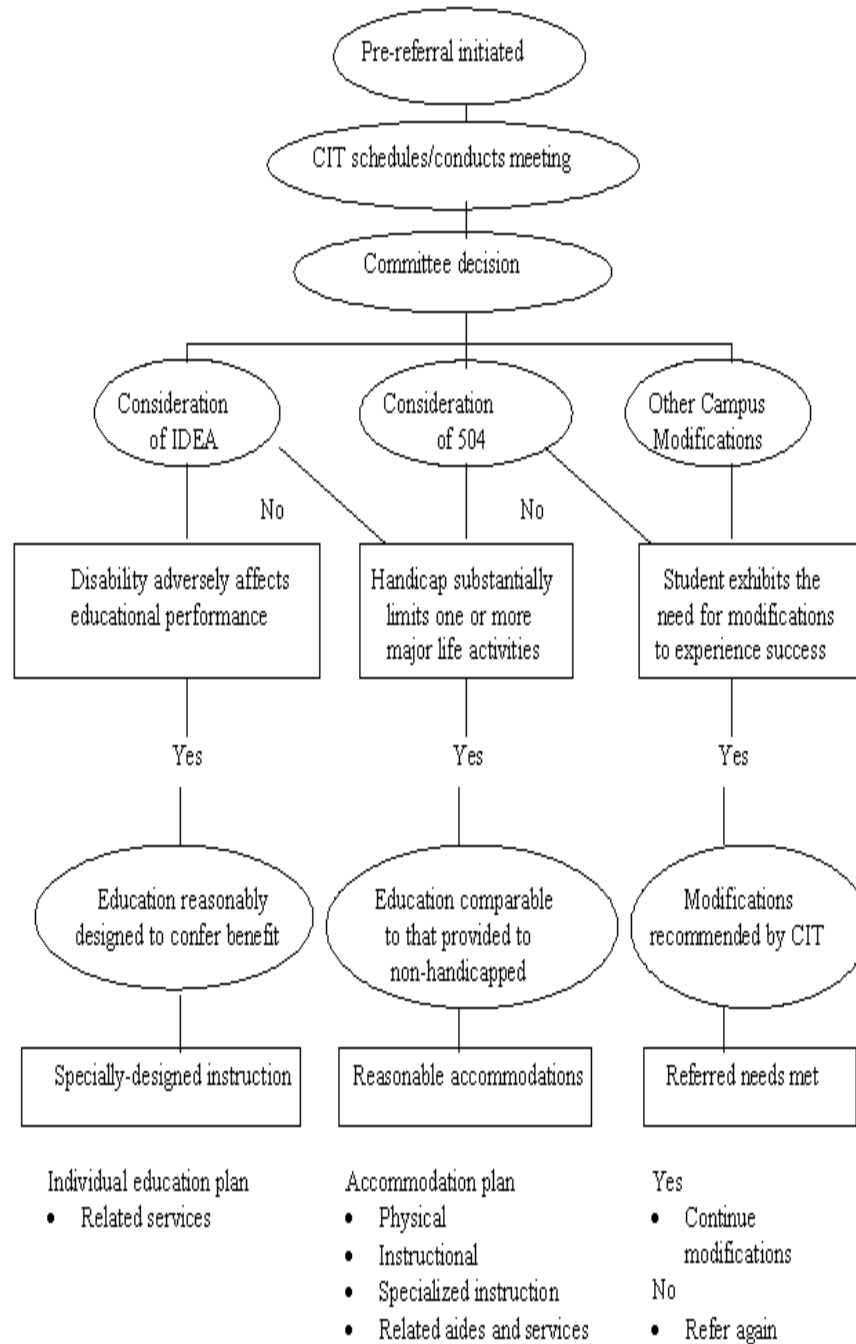 Pre-referral initiated
CIT schedules/conducts meeting
Committee decision
Consideration
of IDEA
Consideration
of 504
Other Campus
Modifications
No
No
Disability adversely affects
educational performance
Handicap substantially
limits one or more
major life activities
Student exhibits the
need for modifications
to experience success
Yes
Yes
Yes
Education reasonably
designed to confer benefit
Education comparable
to that provided to
non-handicapped
Modifications
recommended by CIT
Specially-designed instruction
Reasonable accommodations
Referred needs met
Individual education plan
• Related services
Accommodation plan
• Physical
• Instructional
• Specialized instruction
• Related aides and services
Yes
• Continue
modifications
No
• Refer again